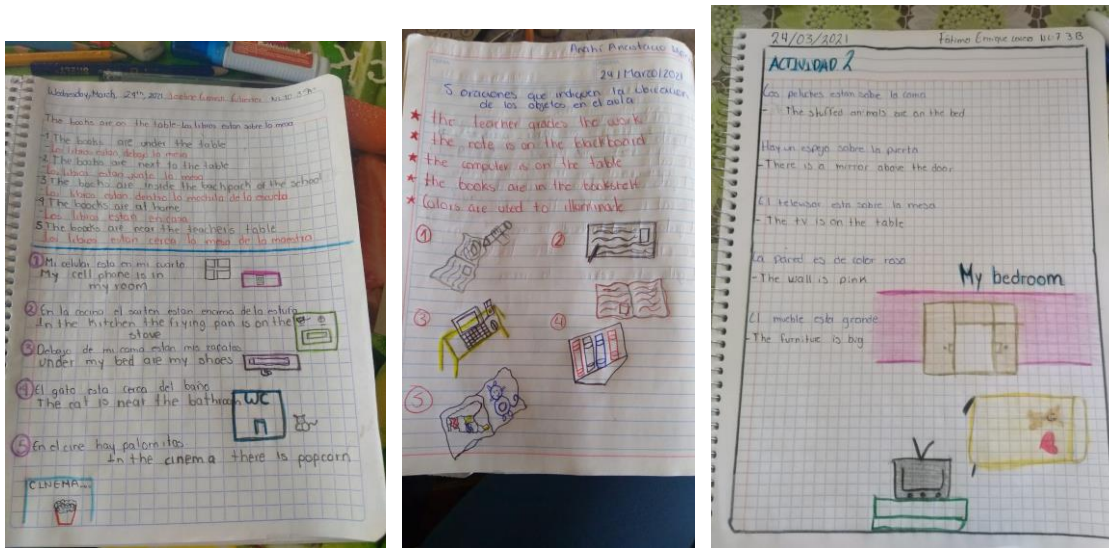 Wednesday, March 24th, 2021
The books are on the table-los libros estan sobre la mesa
1. The books are under the table
-Los libros estan debajo la mesa
2. The books are next to the table
-Los libros estan junto la mesa
3. The books are inside the backpack of the school
Los libros estan dentro la mochila de la escuela
4. The boocks are at home
-Los libros estan en casa
5. The boocks are near the teacher's table
Los libros estan cerca la mesa de la maestra
1 Mi celular esta en mi cuarto
My cell phone is in
my room
2 En la cocina el sarten estan encima de la estufa
In the kitchen the frying pan is on the
stove
3 Debajo de mi cama estan mis zapatos
under my bed are my shoes
4 El gato esta cerca del baño
The cat is near the bathroom
WC
5 En el cine hay palomitas
In the cinema there is popcorn
CINEMA...
24/Marzo/2021
5 oraciones que indiquen la ubicacion
de los objetos en el aula
★ the teacher grades the work
★ the note is on the blackboard
★ the computer is on the table
★ the books are in the bookshelf
★ Colors are used to illuminate
1
2
3
4
5
24/03/2021
3B
ACTIVIDAD 2
Los peluches estan sobre la cama
- The stuffed animals are on the bed
Hay un espejo sobre la puerta
- There is a mirror above the door
El televisor esta sobre la mesa
- The tv is on the table
La pared es de color rosa
- The wall is pink
My bedroom
El mueble esta grande
- The furnitue is big